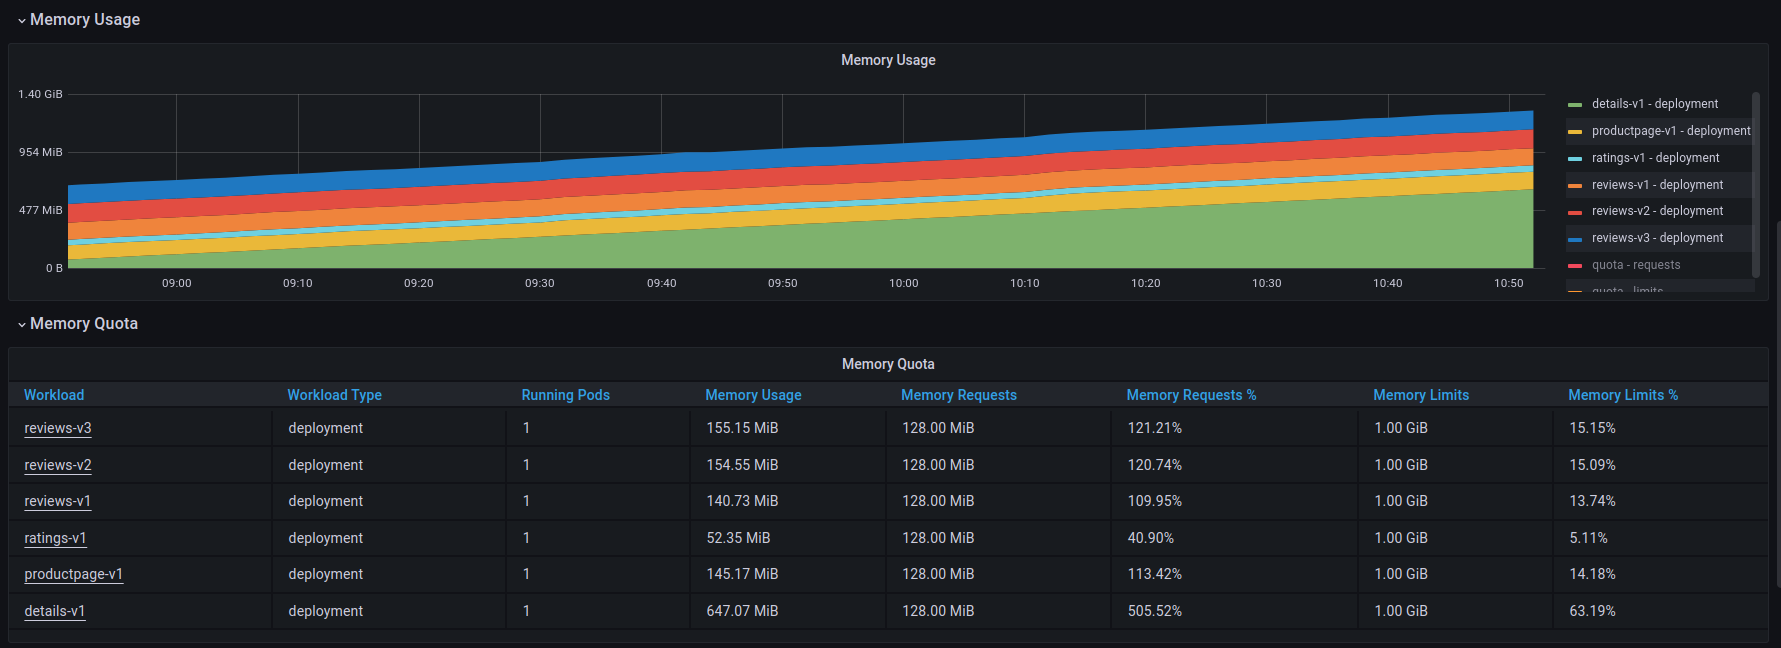 Memory Usage
Memory Usage
1.40 GiB
954 MiB
477 MiB
0 B
09:00 09:10 09:20 09:30 09:40 09:50 10:00 10:10 10:20 10:30 10:40 10:50
details-v1 - deployment
productpage-v1 - deployment
ratings-v1 - deployment
reviews-v1 - deployment
reviews-v2 - deployment
reviews-v3 - deployment
quota - requests
quota - limits
Memory Quota
Memory Quota
Workload Workload Type Running Pods Memory Usage Memory Requests Memory Requests % Memory Limits Memory Limits %
reviews-v3 deployment 1 155.15 MiB 128.00 MiB 121.21% 1.00 GiB 15.15%
reviews-v2 deployment 1 154.55 MiB 128.00 MiB 120.74% 1.00 GiB 15.09%
reviews-v1 deployment 1 140.73 MiB 128.00 MiB 109.95% 1.00 GiB 13.74%
ratings-v1 deployment 1 52.35 MiB 128.00 MiB 40.90% 1.00 GiB 5.11%
productpage-v1 deployment 1 145.17 MiB 128.00 MiB 113.42% 1.00 GiB 14.18%
details-v1 deployment 1 647.07 MiB 128.00 MiB 505.52% 1.00 GiB 63.19%